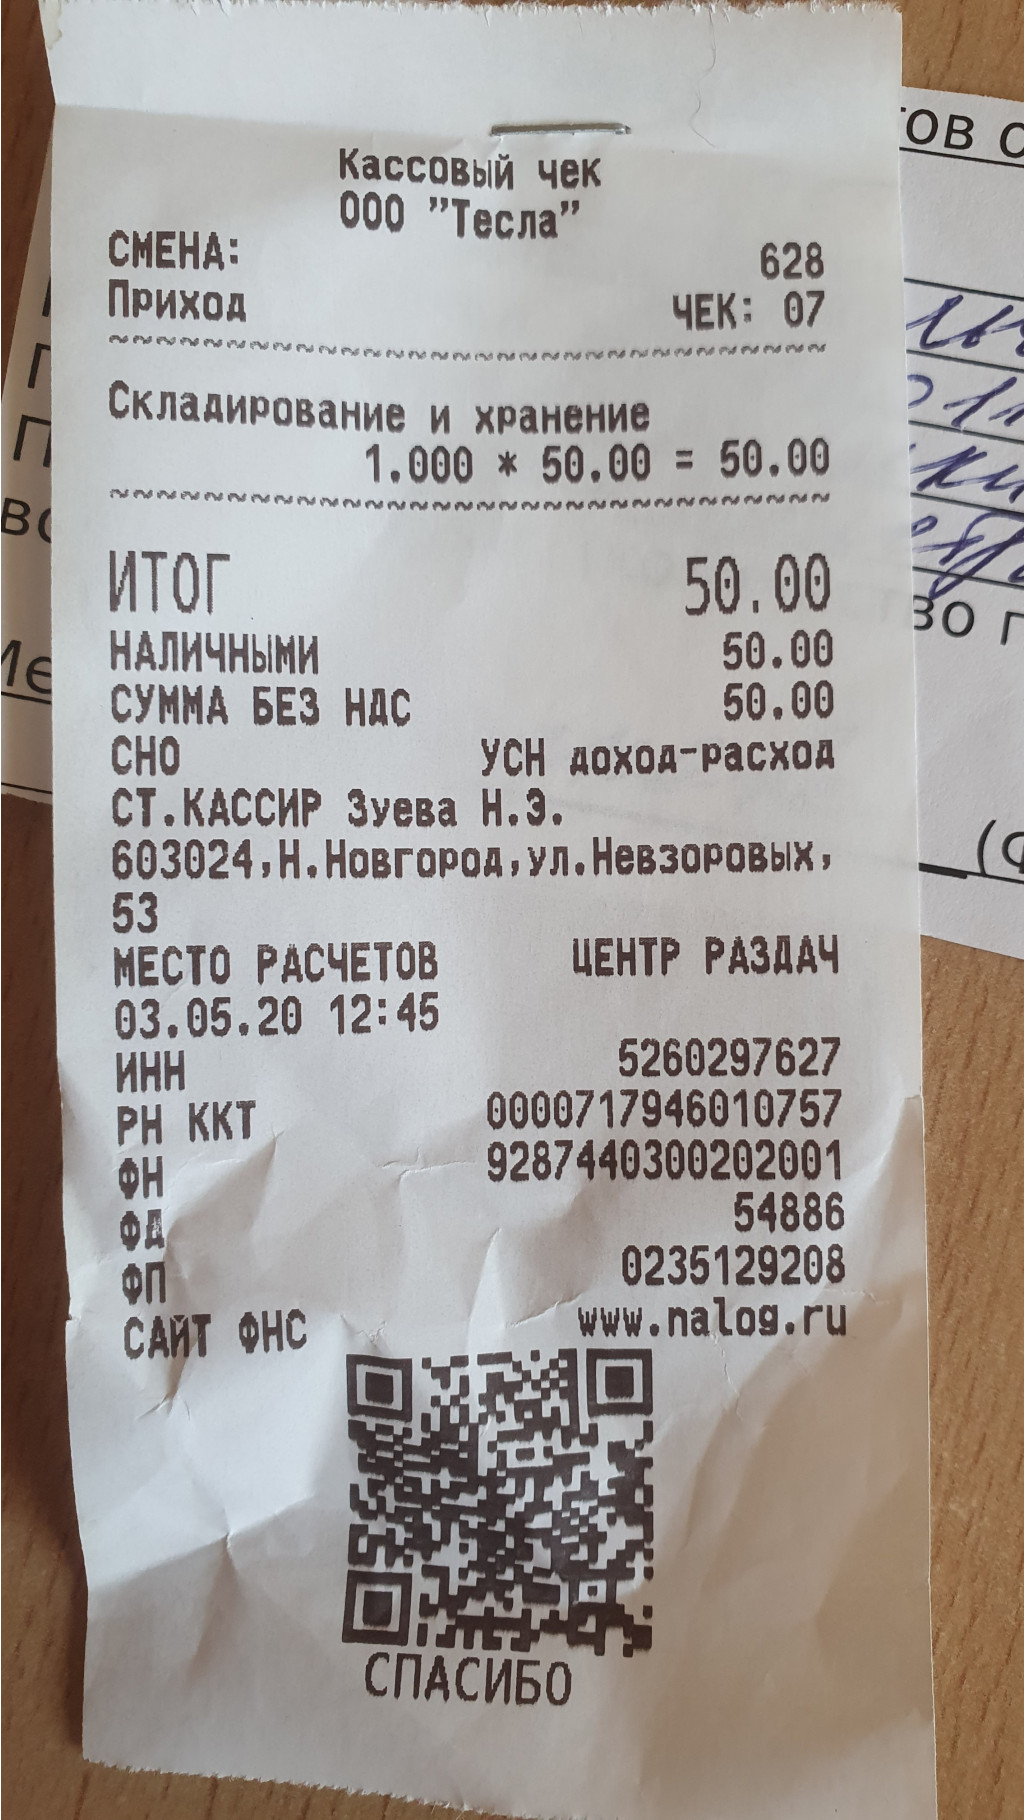 Кассовый чек
ООО "Тесла"
СМЕНА: 628
Приход ЧЕК: 07
Складирование и хранение
1.000 * 50.00 = 50.00
ИТОГ 50.00
НАЛИЧНЫМИ 50.00
СУММА БЕЗ НДС 50.00
СНО УСН доход-расход
СТ.КАССИР Зуева Н.Э.
603024,Н.Новгород,ул.Невзоровых,
53
МЕСТО РАСЧЕТОВ ЦЕНТР РАЗДАЧ
03.05.20 12:45
ИНН 5260297627
РН ККТ 0000717946010757
ФН 9287440300202001
ФД 54886
ФП 0235129208
САЙТ ФНС www.nalog.ru
СПАСИБО